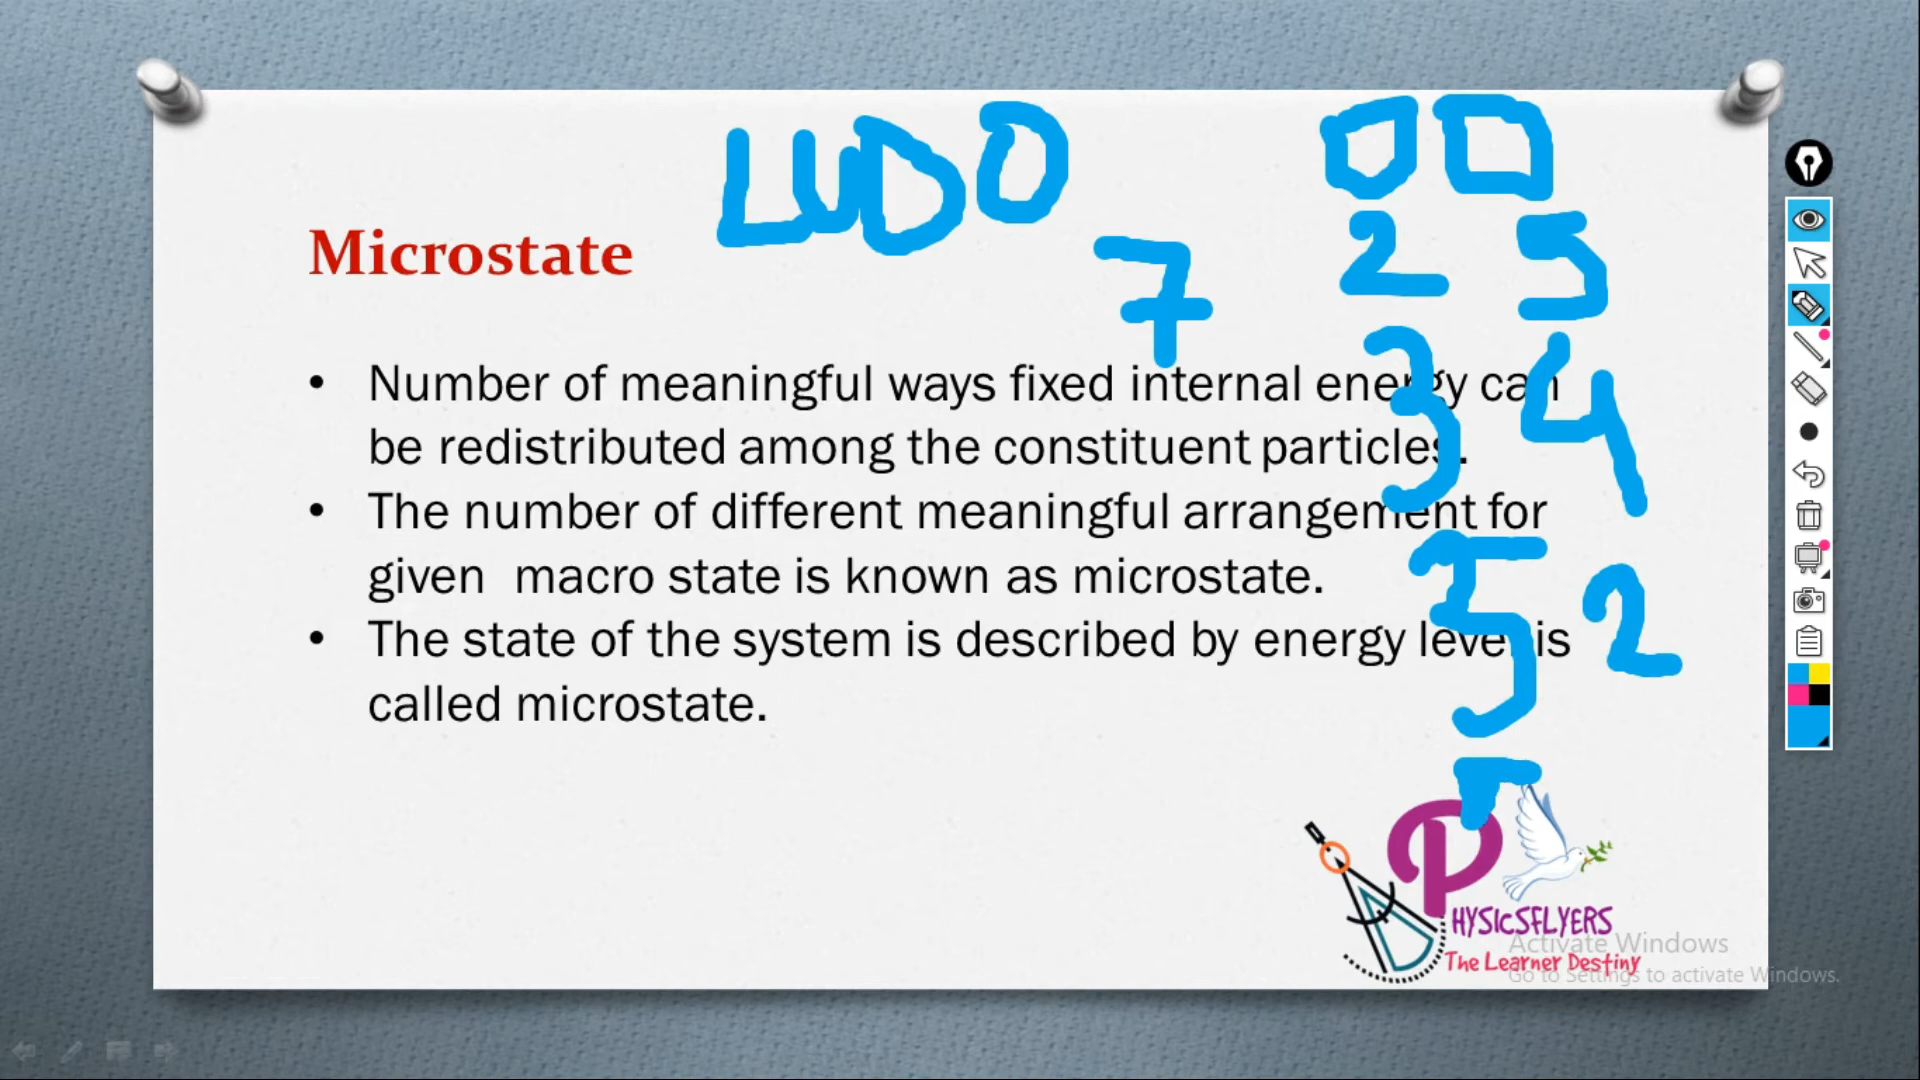 LUDO
7
2 5
3 4
5 2
Microstate
• Number of meaningful ways fixed internal energy can
be redistributed among the constituent particles.
• The number of different meaningful arrangement for
given macro state is known as microstate.
• The state of the system is described by energy level is
called microstate.
PHYSICSFLYERS
The Learner Destiny
Activate Windows
Go to Settings to activate Windows.